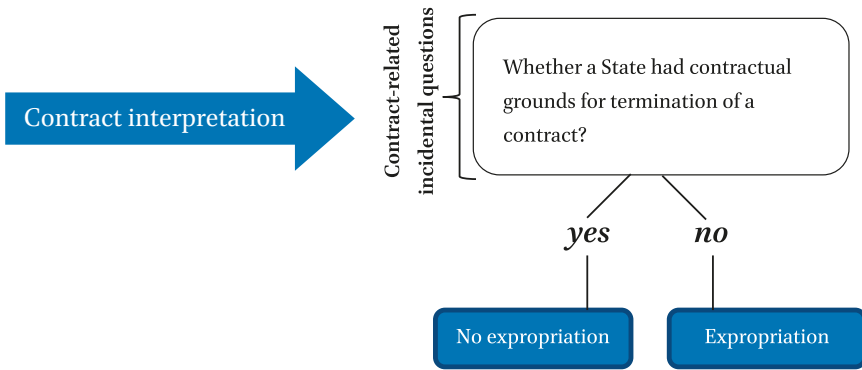 Contract interpretation
Contract-related
incidental questions
Whether a State had contractual
grounds for termination of a
contract?
yes
no
No expropriation
Expropriation